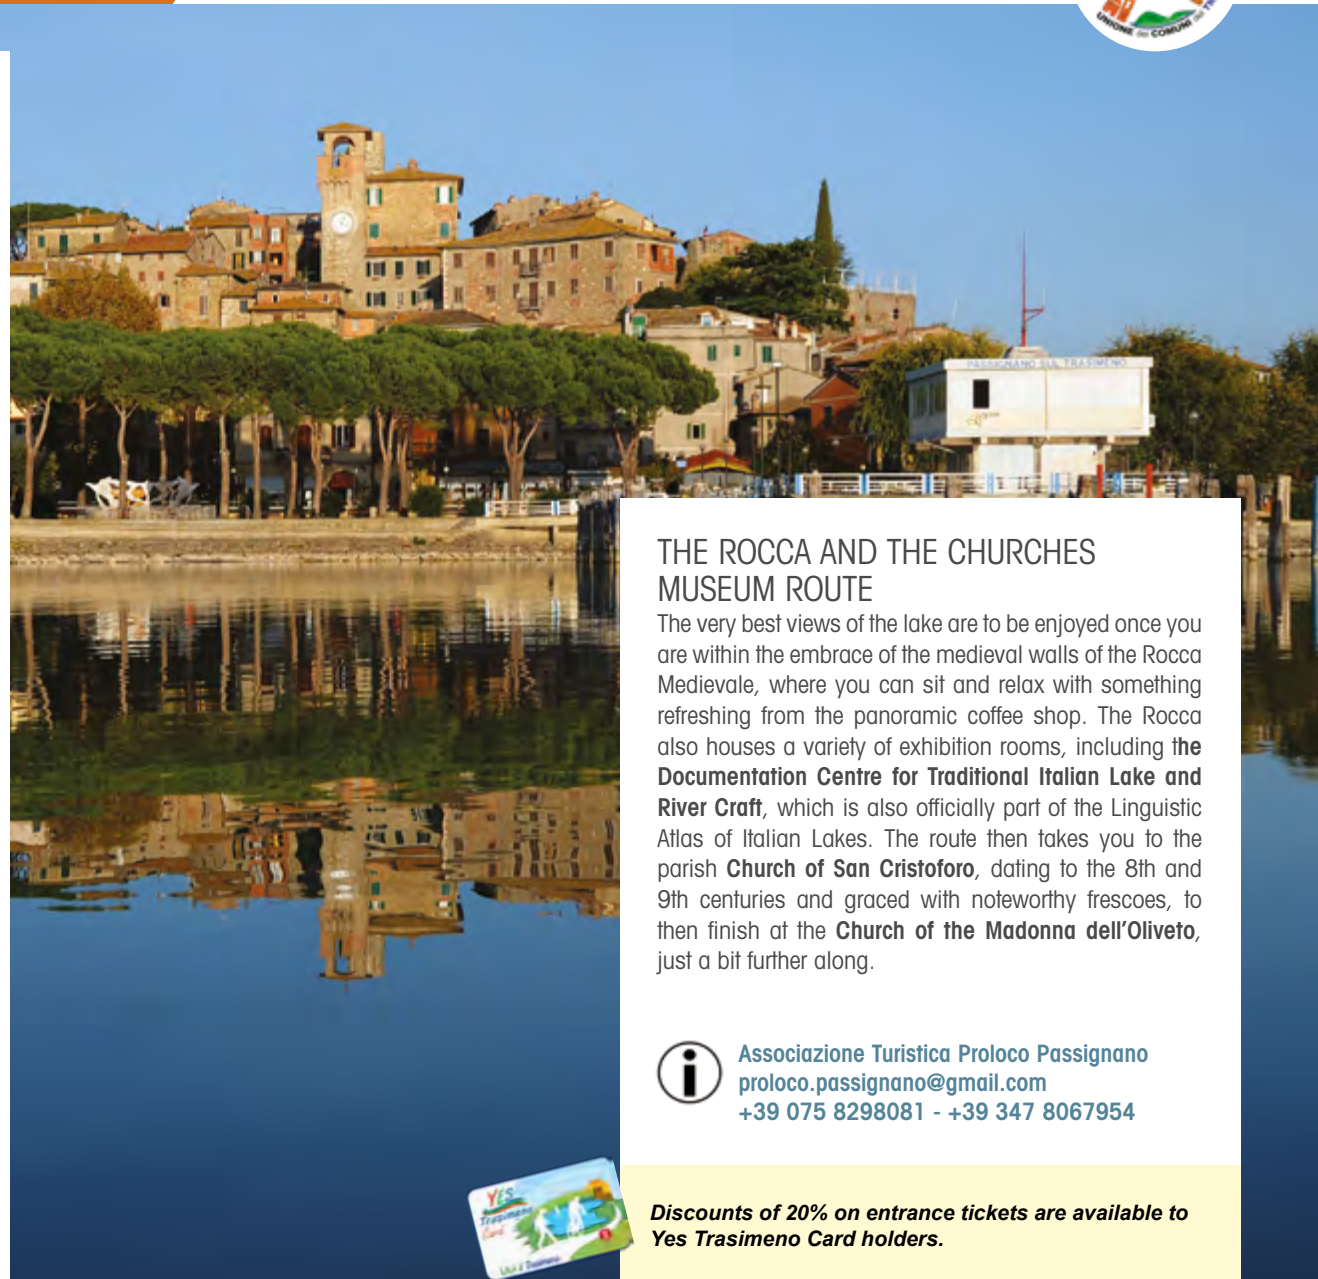 UNIONE dei COMUNI del
PASSIGNANO SUL TRASIMENO
THE ROCCA AND THE CHURCHES
MUSEUM ROUTE
The very best views of the lake are to be enjoyed once you
are within the embrace of the medieval walls of the Rocca
Medievale, where you can sit and relax with something
refreshing from the panoramic coffee shop. The Rocca
also houses a variety of exhibition rooms, including the
Documentation Centre for Traditional Italian Lake and
River Craft, which is also officially part of the Linguistic
Atlas of Italian Lakes. The route then takes you to the
parish Church of San Cristoforo, dating to the 8th and
9th centuries and graced with noteworthy frescoes, to
then finish at the Church of the Madonna dell’Oliveto,
just a bit further along.
Associazione Turistica Proloco Passignano
proloco.passignano@gmail.com
+39 075 8298081 - +39 347 8067954
YES
Trasimeno
Card
Discounts of 20% on entrance tickets are available to
Yes Trasimeno Card holders.